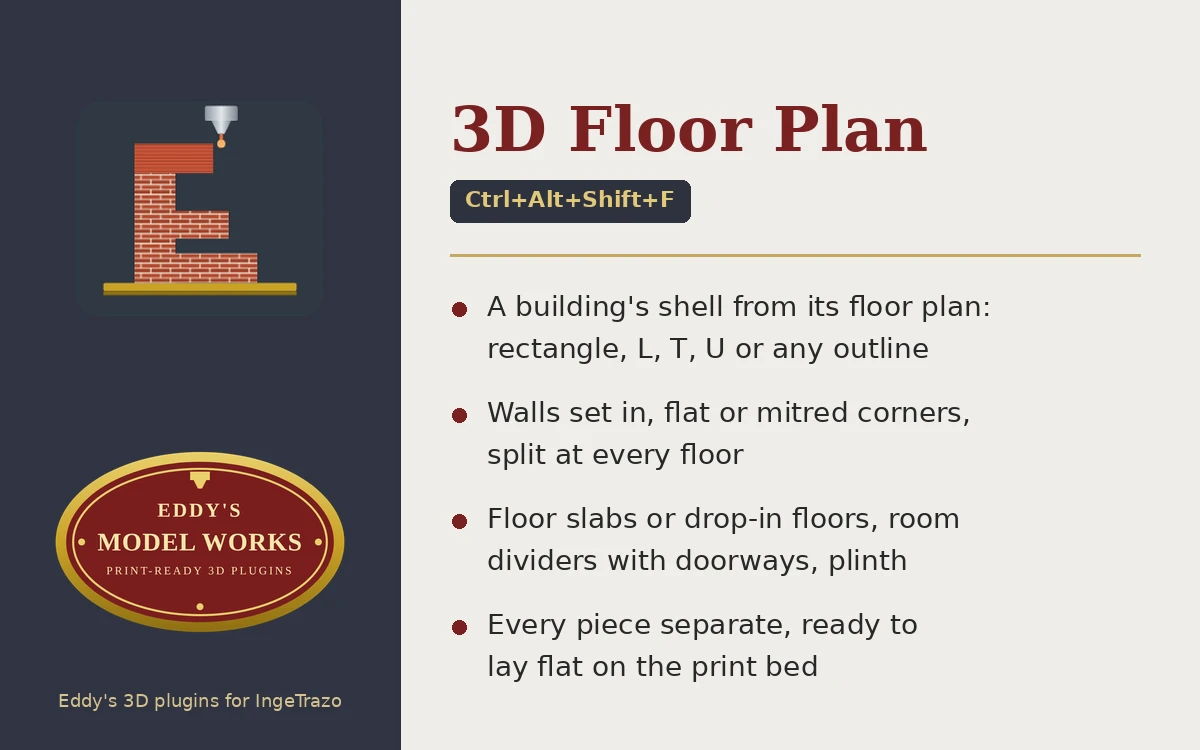 3D Floor Plan
Ctrl+Alt+Shift+F
A building's shell from its floor plan:
rectangle, L, T, U or any outline
Walls set in, flat or mitred corners,
split at every floor
Floor slabs or drop-in floors, room
dividers with doorways, plinth
Every piece separate, ready to
lay flat on the print bed
EDDY'S
MODEL WORKS
PRINT-READY 3D PLUGINS
Eddy's 3D plugins for IngeTrazo